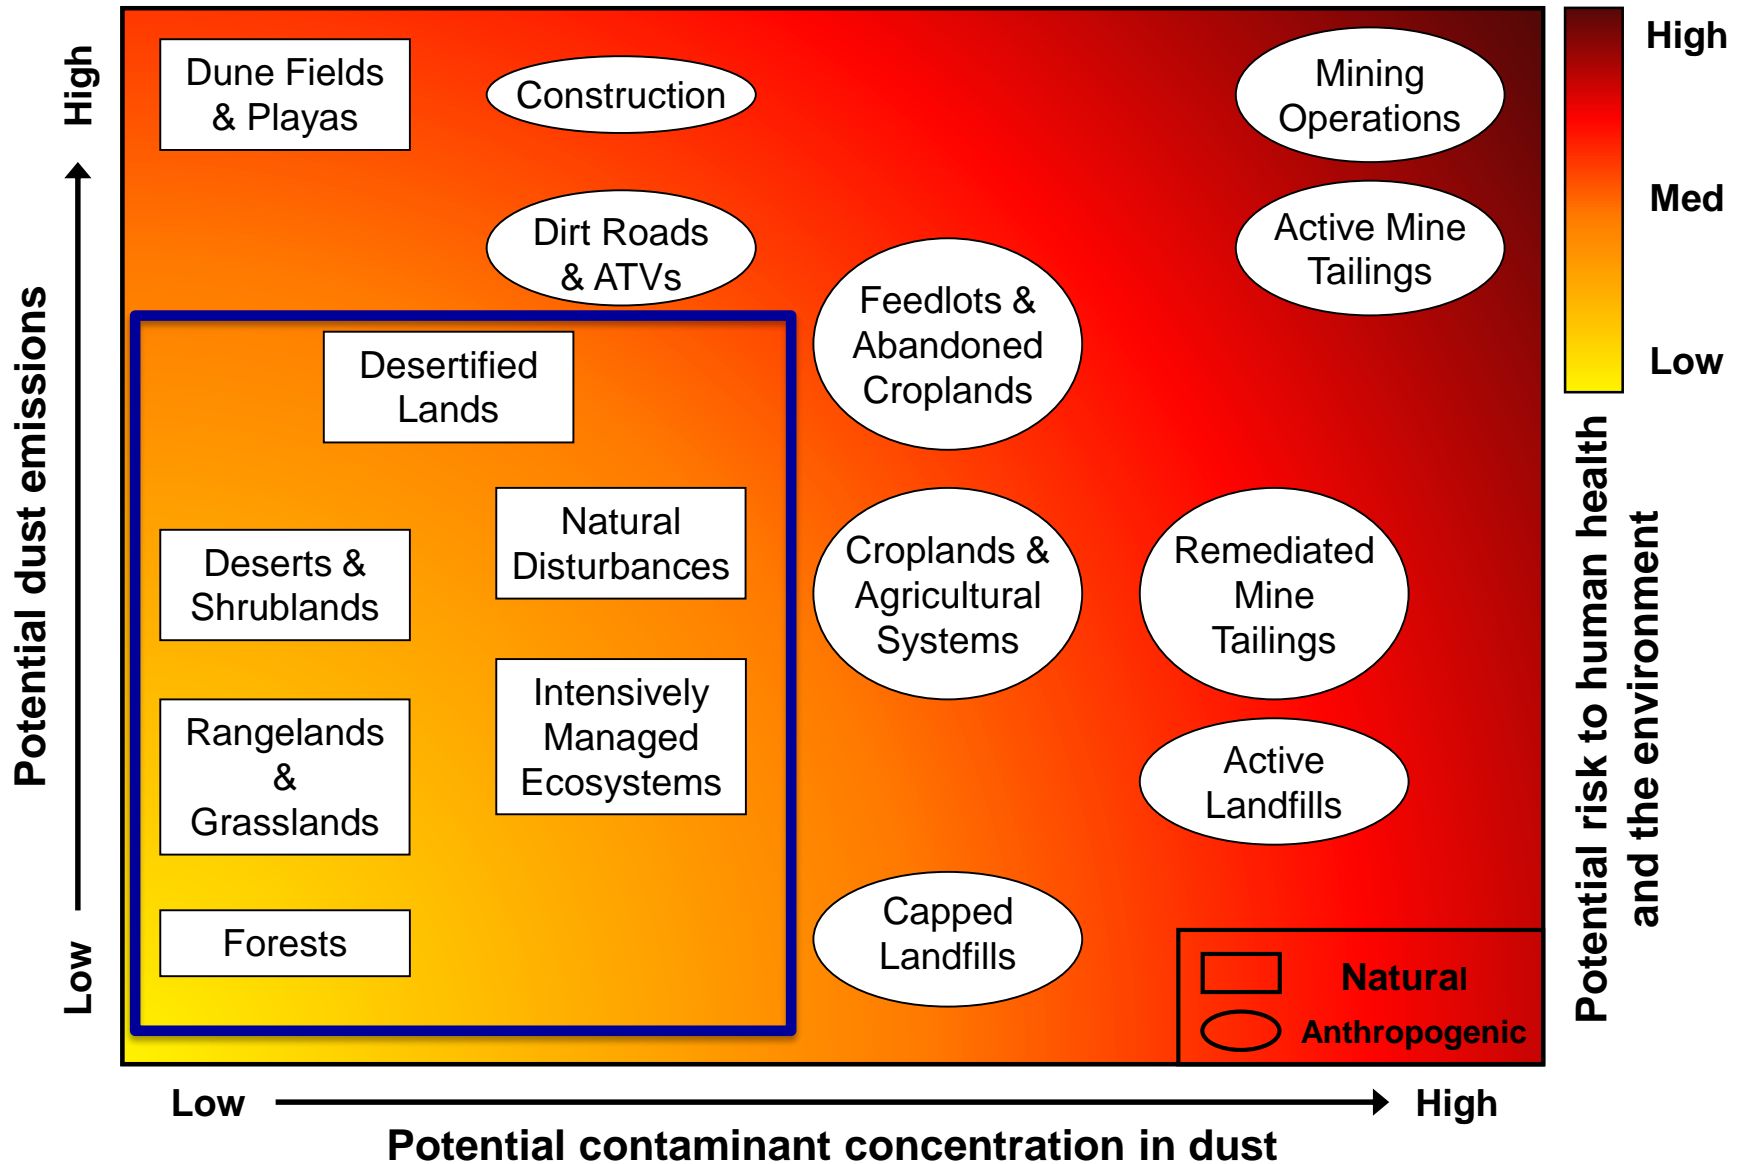 High
Potential dust emissions
Low
Dune Fields
& Playas
Construction
Mining
Operations
Dirt Roads
& ATVs
Active Mine
Tailings
Feedlots &
Abandoned
Croplands
Desertified
Lands
Natural
Disturbances
Deserts &
Shrublands
Croplands &
Agricultural
Systems
Remediated
Mine
Tailings
Intensively
Managed
Ecosystems
Rangelands
&
Grasslands
Active
Landfills
Forests
Capped
Landfills
Natural
Anthropogenic
High
Med
Low
Potential risk to human health
and the environment
Low
High
Potential contaminant concentration in dust